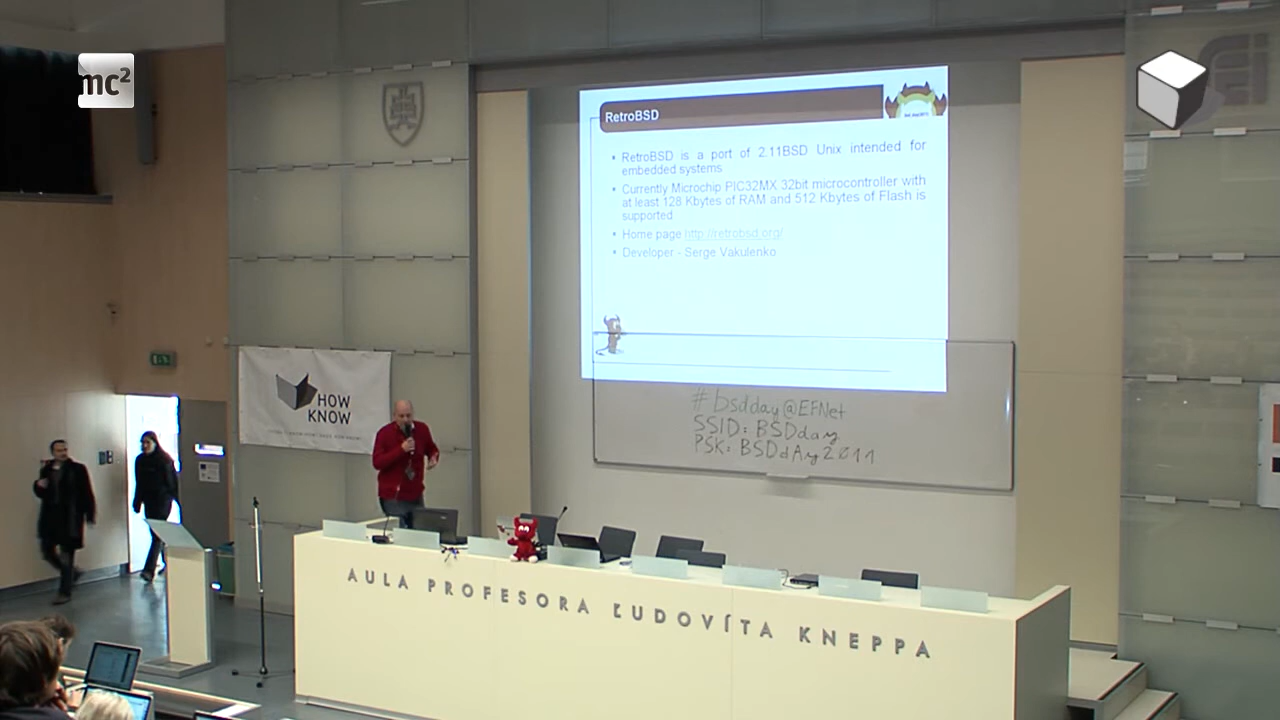 mc²
RetroBSD
RetroBSD is a port of 2.11BSD Unix intended for
embedded systems
Currently Microchip PIC32MX 32bit microcontroller with
at least 128 Kbytes of RAM and 512 Kbytes of Flash is
supported
Home page http://retrobsd.org/
Developer - Serge Vakulenko
HOW
KNOW
#bsdday@EFNet
SSID: BSDday
PSK: BSDdAy2011
AULA PROFESORA ĽUDOVÍTA KNEPPA